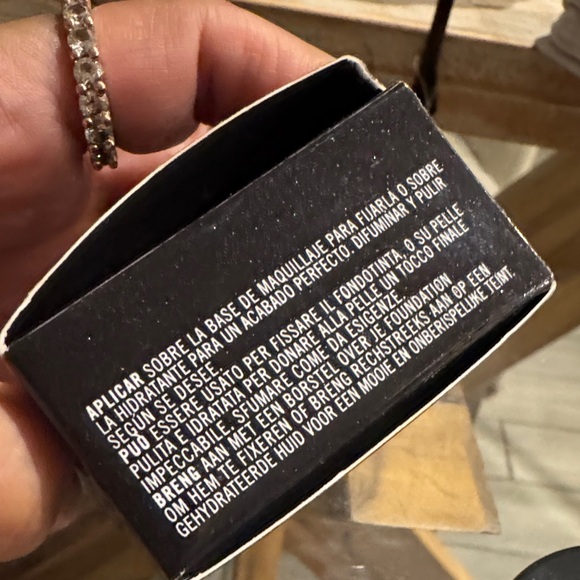 APLICAR SOBRE LA BASE DE MAQUILLAJE PARA FIJARLA O SOBRE
LA HIDRATANTE PARA UN ACABADO PERFECTO. DIFUMINAR Y PULIR
SEGÚN SE DESEE.
PUÒ ESSERE USATO PER FISSARE IL FONDOTINTA, O SU PELLE
PULITA E IDRATATA PER DONARE ALLA PELLE UN TOCCO FINALE
IMPECCABILE. SFUMARE COME DA ESIGENZE
BRENG AAN MET EEN BORSTEL OVER JE FOUNDATION
OM HEM TE FIXEREN OF BRENG RECHSTREEKS AAN OP EEN
GEHYDRATEERDE HUID VOOR EEN MOOIE EN ONBERISPELIJKE TEINT.